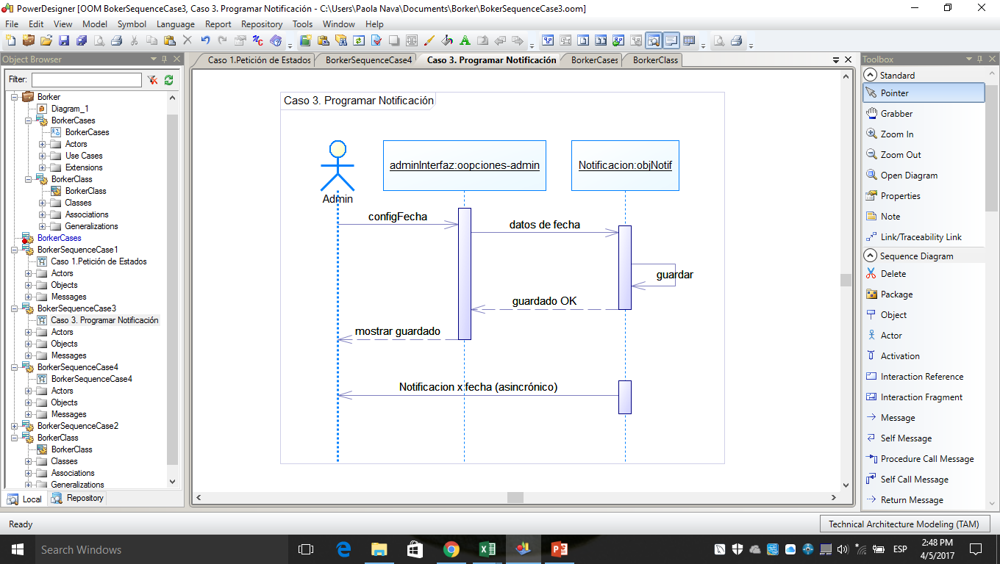 PowerDesigner [OOM BokerSequenceCase3, Caso 3. Programar Notificación - C:\Users\Paola Nava\Documents\Borker\BokerSequenceCase3.oom]
File Edit View Model Symbol Language Report Repository Tools Window Help
Object Browser
Filter:
Borker
Diagram_1
BorkerCases
BorkerCases
Actors
Use Cases
Extensions
BorkerClass
BorkerClass
Classes
Associations
Generalizations
BorkerCases
BorkerSequenceCase1
Caso 1.Petición de Estados
Actors
Objects
Messages
BokerSequenceCase3
Caso 3. Programar Notificación
Actors
Objects
Messages
BorkerSequenceCase4
BorkerSequenceCase4
Actors
Objects
Messages
BorkerSequenceCase2
BorkerClass
BorkerClass
Classes
Associations
Generalizations
Local Repository
Caso 1.Petición de Estados BorkerSequenceCase4 Caso 3. Programar Notificación BorkerCases BorkerClass
Caso 3. Programar Notificación
adminInterfaz:oopciones-admin
Notificacion:objNotif
Admin
configFecha
datos de fecha
guardar
guardado OK
mostrar guardado
Notificacion x fecha (asincrónico)
Toolbox
Standard
Pointer
Grabber
Zoom In
Zoom Out
Open Diagram
Properties
Note
Link/Traceability Link
Sequence Diagram
Delete
Package
Object
Actor
Activation
Interaction Reference
Interaction Fragment
Message
Self Message
Procedure Call Message
Self Call Message
Return Message
Ready
Technical Architecture Modeling (TAM)
Search Windows
ESP
2:48 PM
4/5/2017